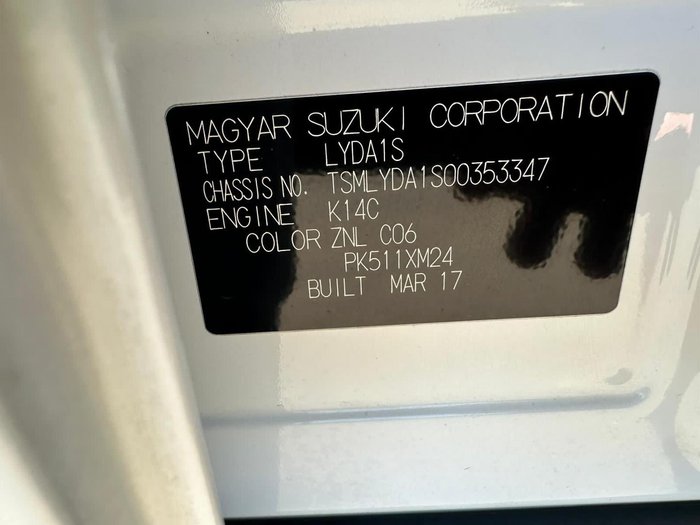 MAGYAR SUZUKI CORPORATION
TYPE LYDA1S
CHASSIS NO. TSMLYDA1S00353347
ENGINE K14C
COLOR ZNL C06
PK511XM24
BUILT MAR 17